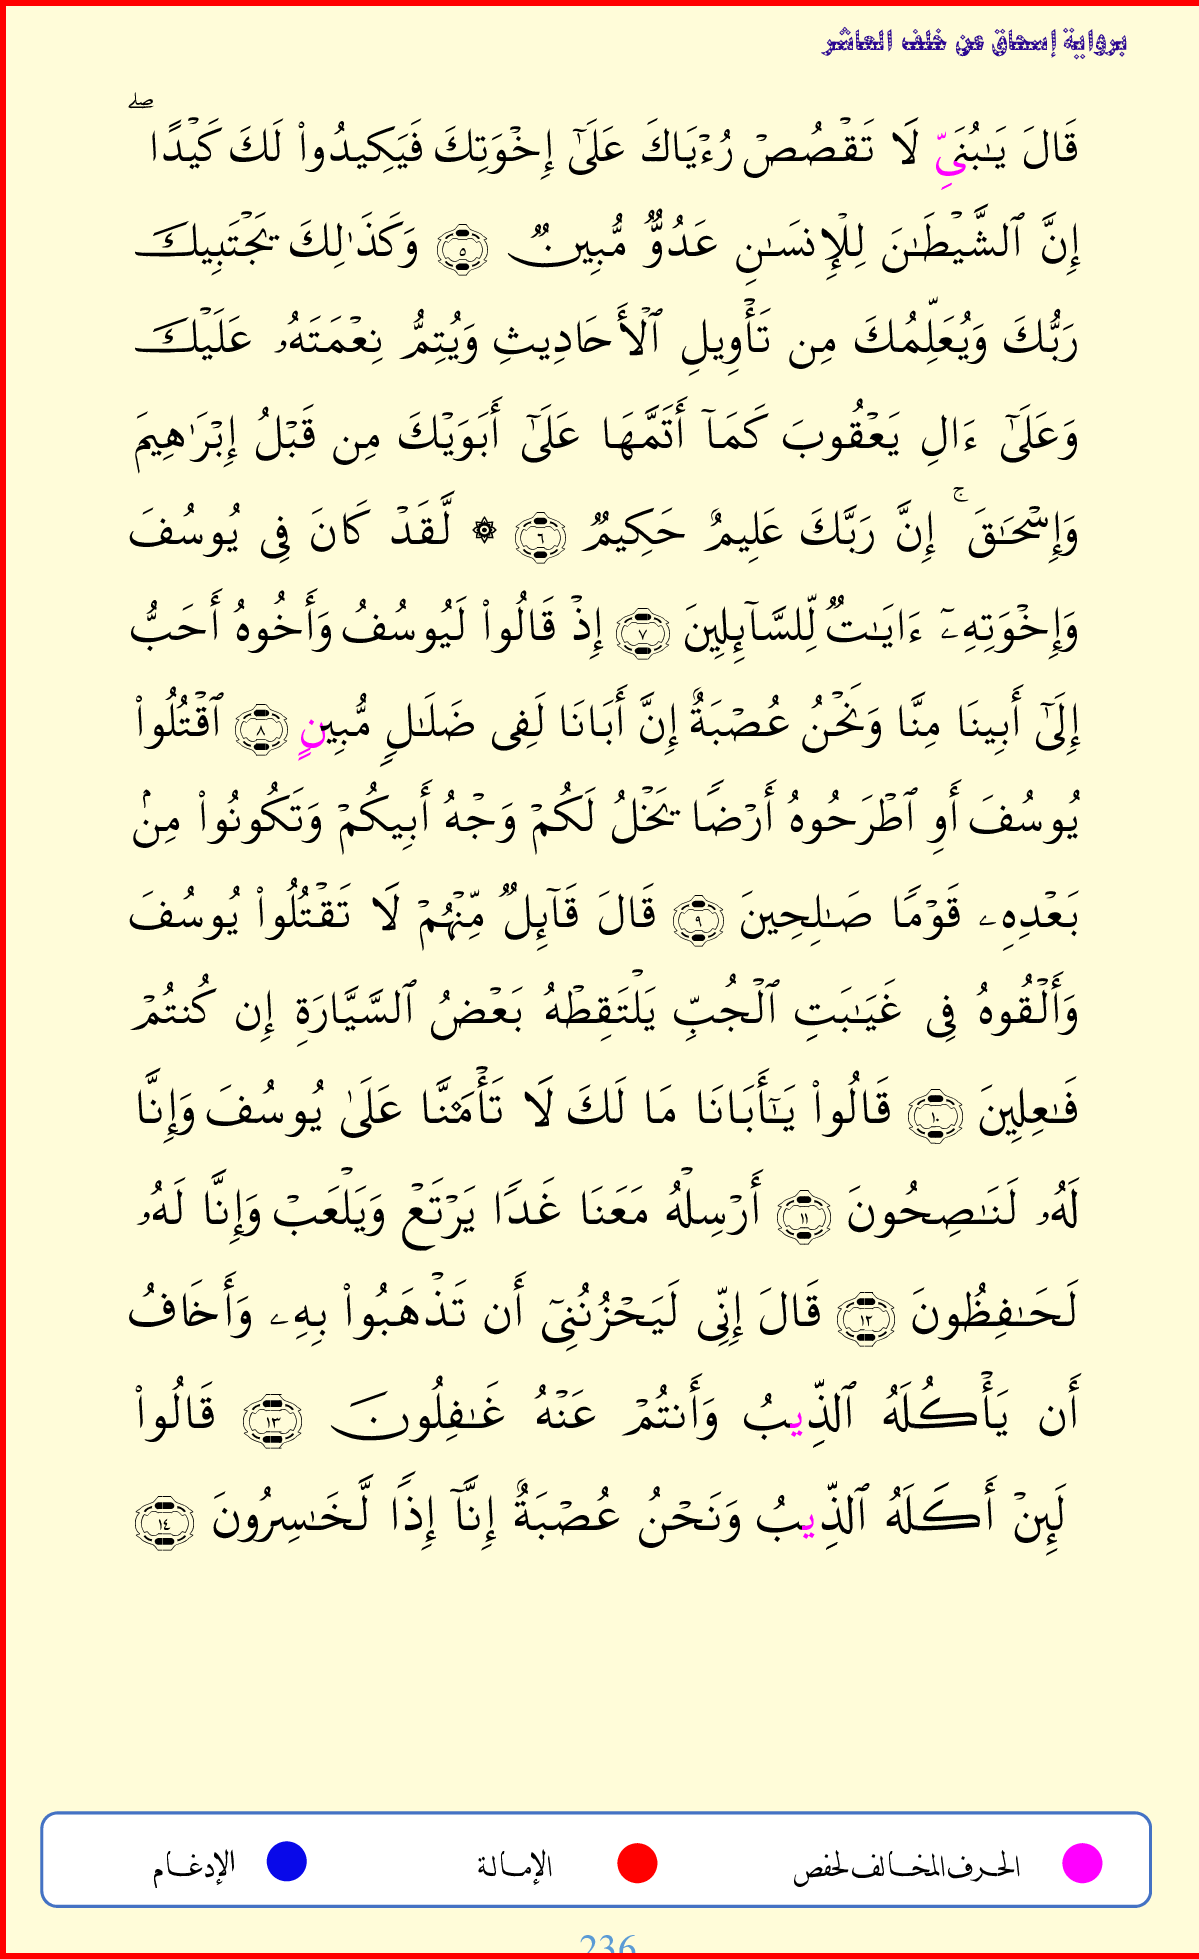 برواية إسحاق عن خلف العاشر
قَالَ يَٰبُنَىِّ لَا تَقۡصُصۡ رُءۡيَاكَ عَلَىٰٓ إِخۡوَتِكَ فَيَكِيدُواْ لَكَ كَيۡدًاۖ
إِنَّ ٱلشَّيۡطَٰنَ لِلۡإِنسَٰنِ عَدُوّٞ مُّبِينٞ ٥ وَكَذَٰلِكَ يَجۡتَبِيكَ
رَبُّكَ وَيُعَلِّمُكَ مِن تَأۡوِيلِ ٱلۡأَحَادِيثِ وَيُتِمُّ نِعۡمَتَهُۥ عَلَيۡكَ
وَعَلَىٰٓ ءَالِ يَعۡقُوبَ كَمَآ أَتَمَّهَا عَلَىٰٓ أَبَوَيۡكَ مِن قَبۡلُ إِبۡرَٰهِيمَ
وَإِسۡحَٰقَۚ إِنَّ رَبَّكَ عَلِيمٌ حَكِيمٞ ٦ ۞ لَّقَدۡ كَانَ فِى يُوسُفَ
وَإِخۡوَتِهِۦٓ ءَايَٰتٞ لِّلسَّآئِلِينَ ٧ إِذۡ قَالُواْ لَيُوسُفُ وَأَخُوهُ أَحَبُّ
إِلَىٰٓ أَبِينَا مِنَّا وَنَحۡنُ عُصۡبَةٌ إِنَّ أَبَانَا لَفِى ضَلَٰلٖ مُّبِينٍ ٨ ٱقۡتُلُواْ
يُوسُفَ أَوِ ٱطۡرَحُوهُ أَرۡضٗا يَخۡلُ لَكُمۡ وَجۡهُ أَبِيكُمۡ وَتَكُونُواْ مِنۢ
بَعۡدِهِۦ قَوۡمٗا صَٰلِحِينَ ٩ قَالَ قَآئِلٞ مِّنۡهُمۡ لَا تَقۡتُلُواْ يُوسُفَ
وَأَلۡقُوهُ فِى غَيَٰبَتِ ٱلۡجُبِّ يَلۡتَقِطۡهُ بَعۡضُ ٱلسَّيَّارَةِ إِن كُنتُمۡ
فَٰعِلِينَ ١٠ قَالُواْ يَٰٓأَبَانَا مَا لَكَ لَا تَأۡمَ۬نَّا عَلَىٰ يُوسُفَ وَإِنَّا
لَهُۥ لَنَٰصِحُونَ ١١ أَرۡسِلۡهُ مَعَنَا غَدٗا يَرۡتَعۡ وَيَلۡعَبۡ وَإِنَّا لَهُۥ
لَحَٰفِظُونَ ١٢ قَالَ إِنِّى لَيَحۡزُنُنِىٓ أَن تَذۡهَبُواْ بِهِۦ وَأَخَافُ
أَن يَأۡكُلَهُ ٱلذِّيبُ وَأَنتُمۡ عَنۡهُ غَٰفِلُونَ ١٣ قَالُواْ
لَئِنۡ أَكَلَهُ ٱلذِّيبُ وَنَحۡنُ عُصۡبَةٌ إِنَّآ إِذٗا لَّخَٰسِرُونَ ١٤
الحرف المخالف لحفص الإمالة الإدغام
236